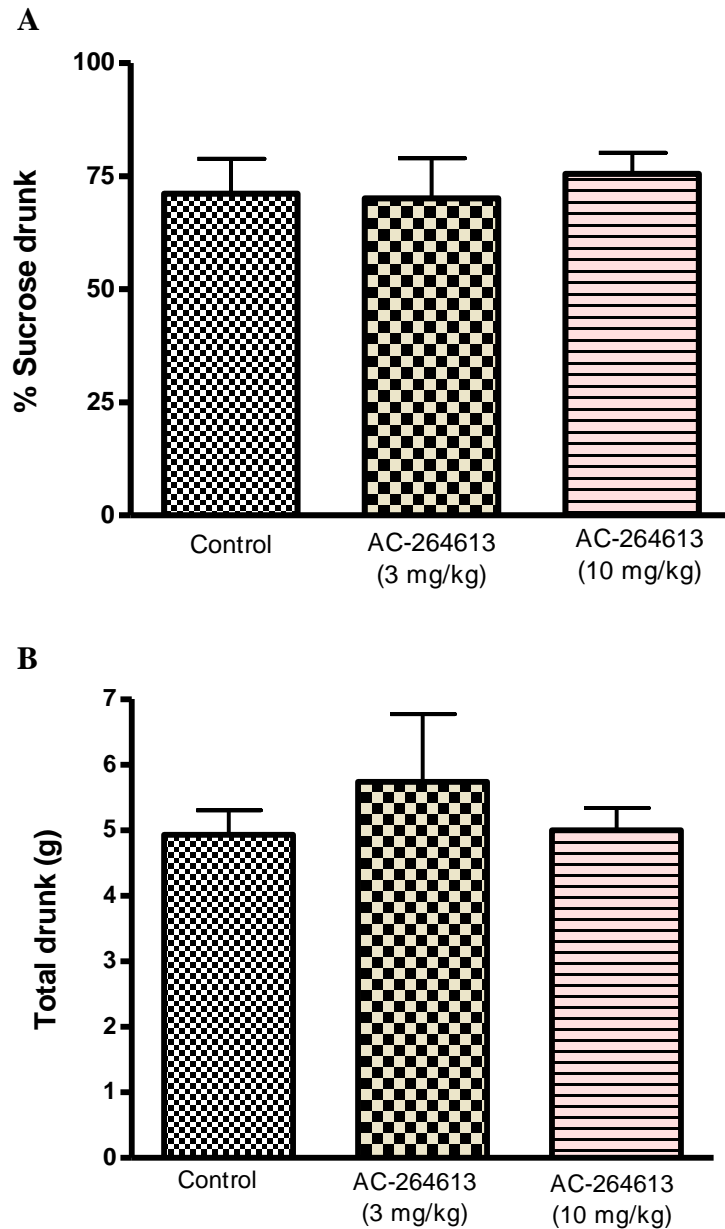 A
100
75
50
25
0
% Sucrose drunk
Control
AC-264613
(3 mg/kg)
AC-264613
(10 mg/kg)
B
7
6
5
4
3
2
1
0
Total drunk (g)
Control
AC-264613
(3 mg/kg)
AC-264613
(10 mg/kg)